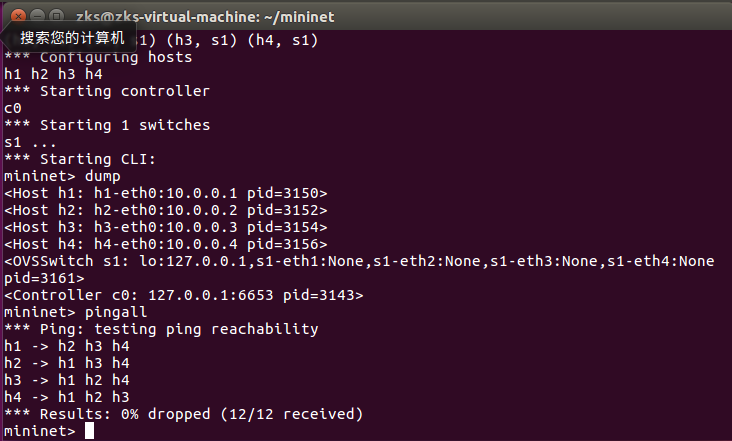 zks@zks-virtual-machine: ~/mininet
搜索您的计算机
( s1) (h3, s1) (h4, s1)
*** Configuring hosts
h1 h2 h3 h4
*** Starting controller
c0
*** Starting 1 switches
s1 ...
*** Starting CLI:
mininet> dump
<Host h1: h1-eth0:10.0.0.1 pid=3150>
<Host h2: h2-eth0:10.0.0.2 pid=3152>
<Host h3: h3-eth0:10.0.0.3 pid=3154>
<Host h4: h4-eth0:10.0.0.4 pid=3156>
<OVSSwitch s1: lo:127.0.0.1,s1-eth1:None,s1-eth2:None,s1-eth3:None,s1-eth4:None
pid=3161>
<Controller c0: 127.0.0.1:6653 pid=3143>
mininet> pingall
*** Ping: testing ping reachability
h1 -> h2 h3 h4
h2 -> h1 h3 h4
h3 -> h1 h2 h4
h4 -> h1 h2 h3
*** Results: 0% dropped (12/12 received)
mininet>